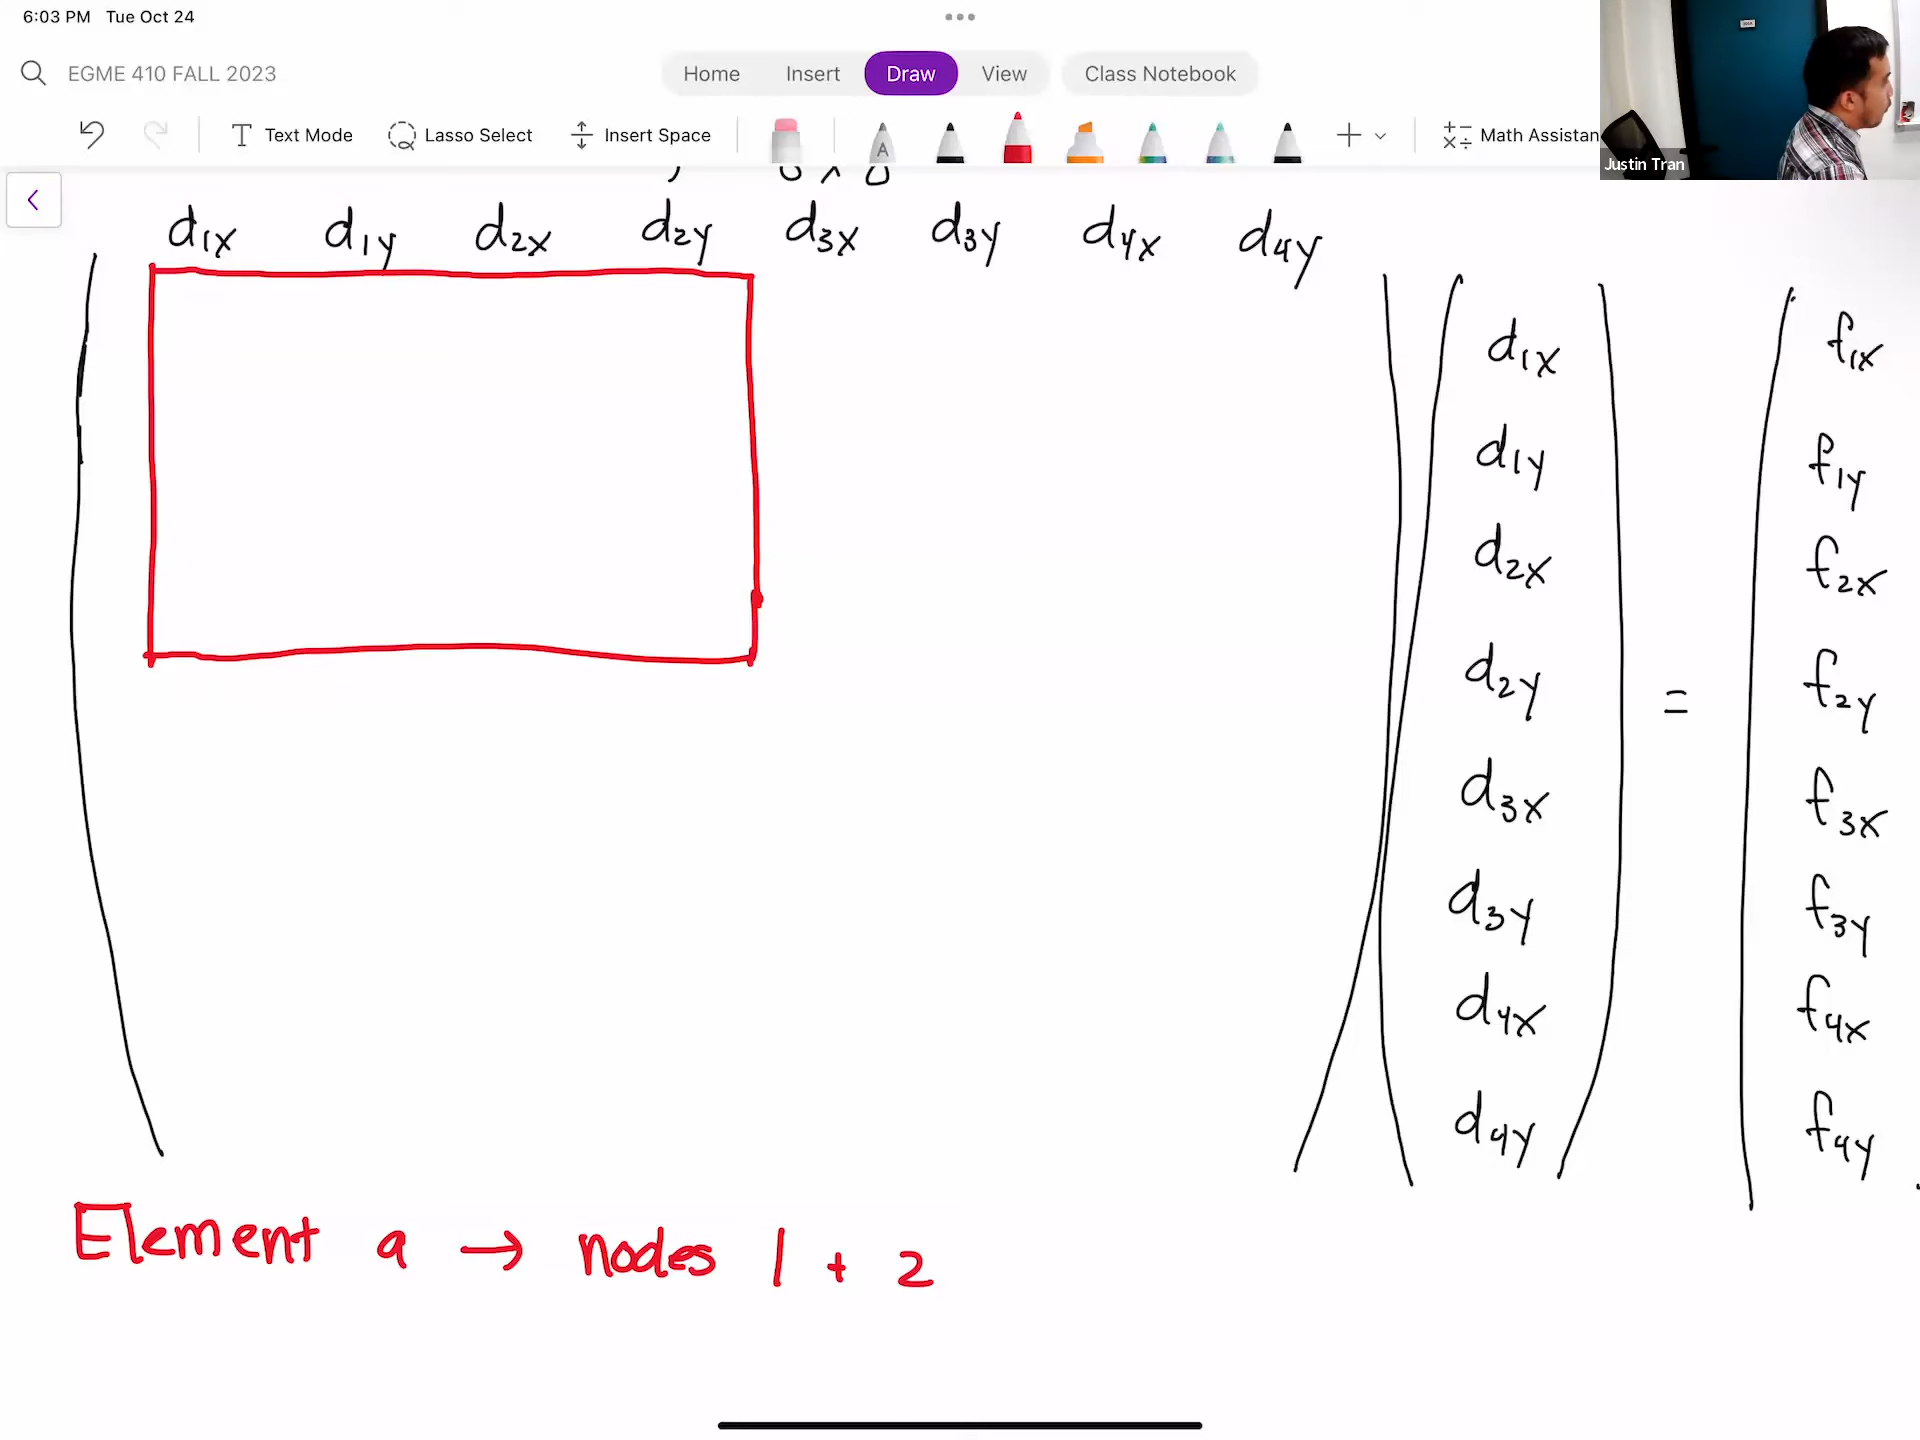 6:03 PM Tue Oct 24
EGME 410 FALL 2023
Home Insert Draw View Class Notebook
T Text Mode Lasso Select Insert Space A Math Assistan
Justin Tran
d1x d1y d2x d2y d3x d3y d4x d4y
d1x f1x
d1y f1y
d2x f2x
d2y = f2y
d3x f3x
d3y f3y
d4x f4x
d4y f4y
Element a → nodes 1 + 2